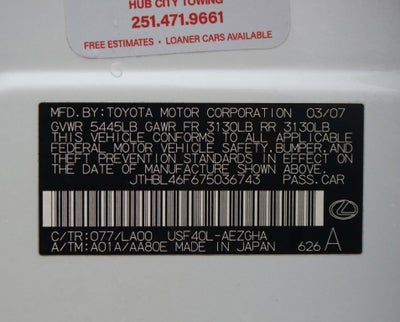 HUB CITY TOWING
251.471.9661
FREE ESTIMATES • LOANER CARS AVAILABLE
MFD.BY:TOYOTA MOTOR CORPORATION 03/07
GVWR 5445LB GAWR FR 3130LB RR 3130LB
THIS VEHICLE CONFORMS TO ALL APPLICABLE
FEDERAL MOTOR VEHICLE SAFETY,BUMPER,AND
THEFT PREVENTION STANDARDS IN EFFECT ON
THE DATE OF MANUFACTURE SHOWN ABOVE.
JTHBL46F675036743 PASS.CAR
C/TR:077/LA00 USF40L-AEZGHA
A/TM:A01A/AA80E MADE IN JAPAN 626 A